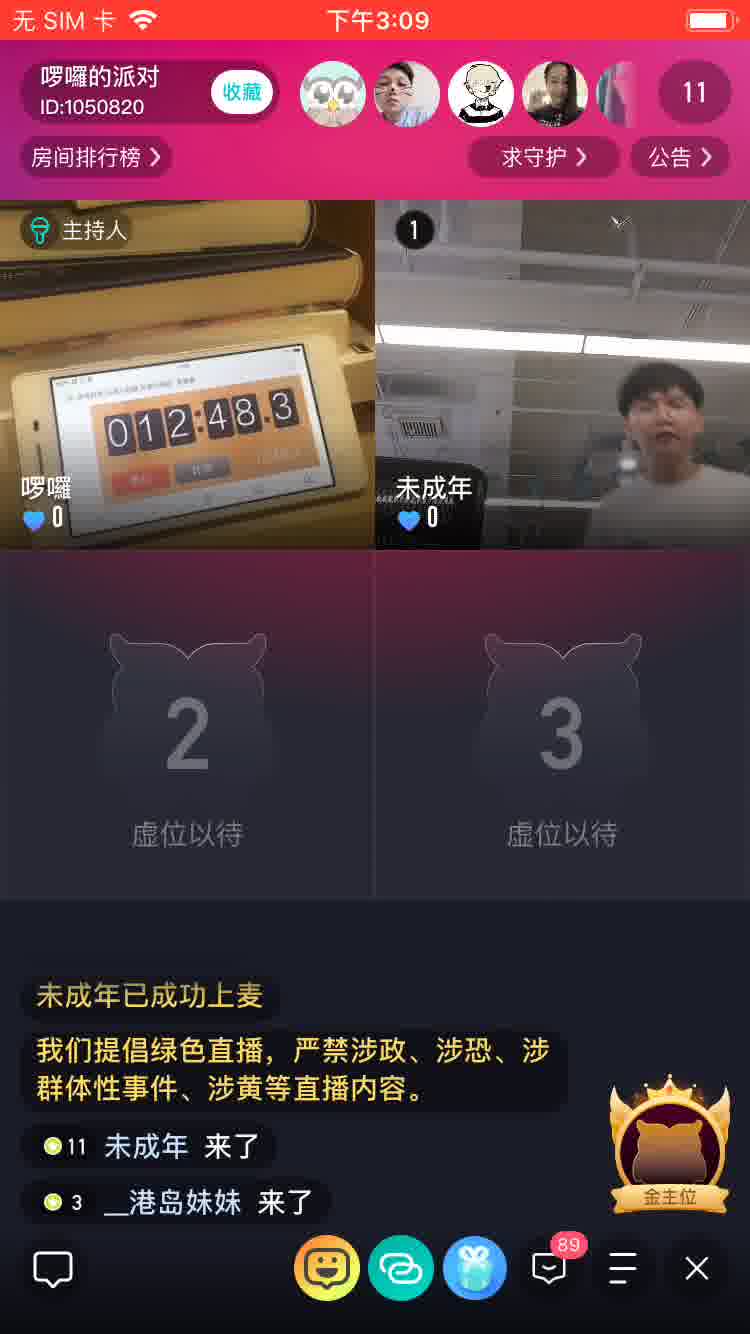 无 SIM 卡
下午3:09
啰囉的派对
ID:1050820
收藏
11
房间排行榜
求守护
公告
主持人
1
012:48.3
啰囉
0
未成年
0
2
虚位以待
3
虚位以待
未成年已成功上麦
我们提倡绿色直播，严禁涉政、涉恐、涉
群体性事件、涉黄等直播内容。
11 未成年 来了
3 __港岛妹妹 来了
金主位
89